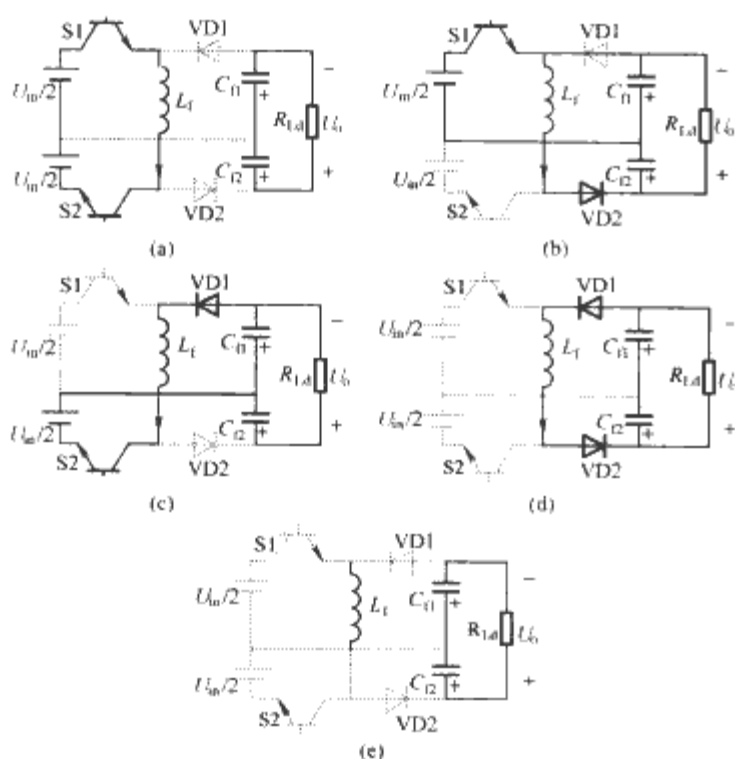 S1 VD1
U_in/2 L_f C_f1 + −
R_Ld U_o
U_in/2 C_f2 + +
S2 VD2
(a)
S1 VD1
U_in/2 L_f C_f1 + −
R_Ld U_o
U_in/2 C_f2 + +
S2 VD2
(b)
S1 VD1
U_in/2 L_f C_f1 + −
R_Ld U_o
U_in/2 C_f2 + +
S2 VD2
(c)
S1 VD1
U_in/2 L_f C_f1 + −
R_Ld U_o
U_in/2 C_f2 + +
S2 VD2
(d)
S1 VD1
U_in/2 L_f C_f1 + −
R_Ld U_o
U_in/2 C_f2 + +
S2 VD2
(e)